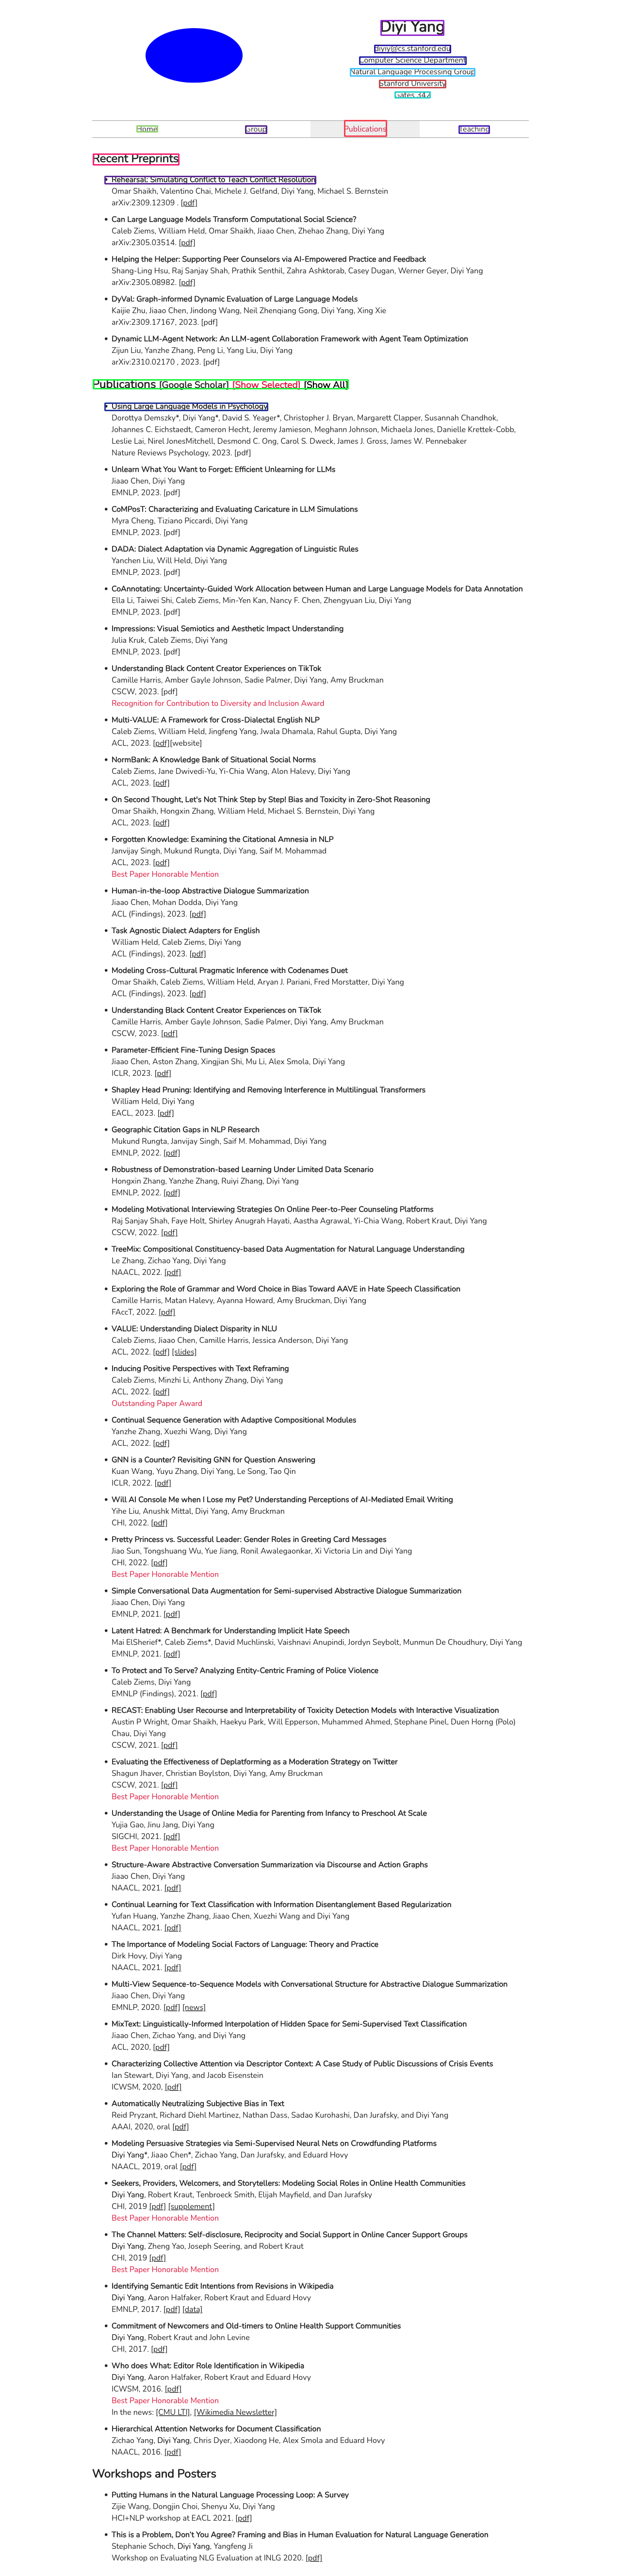 Diyi Yang
diyiy@cs.stanford.edu
Computer Science Department
Natural Language Processing Group
Stanford University
Gates 342
Home
Group
Publications
Teaching
Recent Preprints
• Rehearsal: Simulating Conflict to Teach Conflict Resolution
Omar Shaikh, Valentino Chai, Michele J. Gelfand, Diyi Yang, Michael S. Bernstein
arXiv:2309.12309 . [pdf]
• Can Large Language Models Transform Computational Social Science?
Caleb Ziems, William Held, Omar Shaikh, Jiaao Chen, Zhehao Zhang, Diyi Yang
arXiv:2305.03514. [pdf]
• Helping the Helper: Supporting Peer Counselors via AI-Empowered Practice and Feedback
Shang-Ling Hsu, Raj Sanjay Shah, Prathik Senthil, Zahra Ashktorab, Casey Dugan, Werner Geyer, Diyi Yang
arXiv:2305.08982. [pdf]
• DyVal: Graph-informed Dynamic Evaluation of Large Language Models
Kaijie Zhu, Jiaao Chen, Jindong Wang, Neil Zhenqiang Gong, Diyi Yang, Xing Xie
arXiv:2309.17167, 2023. [pdf]
• Dynamic LLM-Agent Network: An LLM-agent Collaboration Framework with Agent Team Optimization
Zijun Liu, Yanzhe Zhang, Peng Li, Yang Liu, Diyi Yang
arXiv:2310.02170 , 2023. [pdf]
Publications [Google Scholar] [Show Selected] [Show All]
• Using Large Language Models in Psychology
Dorottya Demszky*, Diyi Yang*, David S. Yeager*, Christopher J. Bryan, Margarett Clapper, Susannah Chandhok,
Johannes C. Eichstaedt, Cameron Hecht, Jeremy Jamieson, Meghann Johnson, Michaela Jones, Danielle Krettek-Cobb,
Leslie Lai, Nirel JonesMitchell, Desmond C. Ong, Carol S. Dweck, James J. Gross, James W. Pennebaker
Nature Reviews Psychology, 2023. [pdf]
• Unlearn What You Want to Forget: Efficient Unlearning for LLMs
Jiaao Chen, Diyi Yang
EMNLP, 2023. [pdf]
• CoMPosT: Characterizing and Evaluating Caricature in LLM Simulations
Myra Cheng, Tiziano Piccardi, Diyi Yang
EMNLP, 2023. [pdf]
• DADA: Dialect Adaptation via Dynamic Aggregation of Linguistic Rules
Yanchen Liu, Will Held, Diyi Yang
EMNLP, 2023. [pdf]
• CoAnnotating: Uncertainty-Guided Work Allocation between Human and Large Language Models for Data Annotation
Ella Li, Taiwei Shi, Caleb Ziems, Min-Yen Kan, Nancy F. Chen, Zhengyuan Liu, Diyi Yang
EMNLP, 2023. [pdf]
• Impressions: Visual Semiotics and Aesthetic Impact Understanding
Julia Kruk, Caleb Ziems, Diyi Yang
EMNLP, 2023. [pdf]
• Understanding Black Content Creator Experiences on TikTok
Camille Harris, Amber Gayle Johnson, Sadie Palmer, Diyi Yang, Amy Bruckman
CSCW, 2023. [pdf]
Recognition for Contribution to Diversity and Inclusion Award
• Multi-VALUE: A Framework for Cross-Dialectal English NLP
Caleb Ziems, William Held, Jingfeng Yang, Jwala Dhamala, Rahul Gupta, Diyi Yang
ACL, 2023. [pdf][website]
• NormBank: A Knowledge Bank of Situational Social Norms
Caleb Ziems, Jane Dwivedi-Yu, Yi-Chia Wang, Alon Halevy, Diyi Yang
ACL, 2023. [pdf]
• On Second Thought, Let's Not Think Step by Step! Bias and Toxicity in Zero-Shot Reasoning
Omar Shaikh, Hongxin Zhang, William Held, Michael S. Bernstein, Diyi Yang
ACL, 2023. [pdf]
• Forgotten Knowledge: Examining the Citational Amnesia in NLP
Janvijay Singh, Mukund Rungta, Diyi Yang, Saif M. Mohammad
ACL, 2023. [pdf]
Best Paper Honorable Mention
• Human-in-the-loop Abstractive Dialogue Summarization
Jiaao Chen, Mohan Dodda, Diyi Yang
ACL (Findings), 2023. [pdf]
• Task Agnostic Dialect Adapters for English
William Held, Caleb Ziems, Diyi Yang
ACL (Findings), 2023. [pdf]
• Modeling Cross-Cultural Pragmatic Inference with Codenames Duet
Omar Shaikh, Caleb Ziems, William Held, Aryan J. Pariani, Fred Morstatter, Diyi Yang
ACL (Findings), 2023. [pdf]
• Understanding Black Content Creator Experiences on TikTok
Camille Harris, Amber Gayle Johnson, Sadie Palmer, Diyi Yang, Amy Bruckman
CSCW, 2023. [pdf]
• Parameter-Efficient Fine-Tuning Design Spaces
Jiaao Chen, Aston Zhang, Xingjian Shi, Mu Li, Alex Smola, Diyi Yang
ICLR, 2023. [pdf]
• Shapley Head Pruning: Identifying and Removing Interference in Multilingual Transformers
William Held, Diyi Yang
EACL, 2023. [pdf]
• Geographic Citation Gaps in NLP Research
Mukund Rungta, Janvijay Singh, Saif M. Mohammad, Diyi Yang
EMNLP, 2022. [pdf]
• Robustness of Demonstration-based Learning Under Limited Data Scenario
Hongxin Zhang, Yanzhe Zhang, Ruiyi Zhang, Diyi Yang
EMNLP, 2022. [pdf]
• Modeling Motivational Interviewing Strategies On Online Peer-to-Peer Counseling Platforms
Raj Sanjay Shah, Faye Holt, Shirley Anugrah Hayati, Aastha Agrawal, Yi-Chia Wang, Robert Kraut, Diyi Yang
CSCW, 2022. [pdf]
• TreeMix: Compositional Constituency-based Data Augmentation for Natural Language Understanding
Le Zhang, Zichao Yang, Diyi Yang
NAACL, 2022. [pdf]
• Exploring the Role of Grammar and Word Choice in Bias Toward AAVE in Hate Speech Classification
Camille Harris, Matan Halevy, Ayanna Howard, Amy Bruckman, Diyi Yang
FAccT, 2022. [pdf]
• VALUE: Understanding Dialect Disparity in NLU
Caleb Ziems, Jiaao Chen, Camille Harris, Jessica Anderson, Diyi Yang
ACL, 2022. [pdf] [slides]
• Inducing Positive Perspectives with Text Reframing
Caleb Ziems, Minzhi Li, Anthony Zhang, Diyi Yang
ACL, 2022. [pdf]
Outstanding Paper Award
• Continual Sequence Generation with Adaptive Compositional Modules
Yanzhe Zhang, Xuezhi Wang, Diyi Yang
ACL, 2022. [pdf]
• GNN is a Counter? Revisiting GNN for Question Answering
Kuan Wang, Yuyu Zhang, Diyi Yang, Le Song, Tao Qin
ICLR, 2022. [pdf]
• Will AI Console Me when I Lose my Pet? Understanding Perceptions of AI-Mediated Email Writing
Yihe Liu, Anushk Mittal, Diyi Yang, Amy Bruckman
CHI, 2022. [pdf]
• Pretty Princess vs. Successful Leader: Gender Roles in Greeting Card Messages
Jiao Sun, Tongshuang Wu, Yue Jiang, Ronil Awalegaonkar, Xi Victoria Lin and Diyi Yang
CHI, 2022. [pdf]
Best Paper Honorable Mention
• Simple Conversational Data Augmentation for Semi-supervised Abstractive Dialogue Summarization
Jiaao Chen, Diyi Yang
EMNLP, 2021. [pdf]
• Latent Hatred: A Benchmark for Understanding Implicit Hate Speech
Mai ElSherief*, Caleb Ziems*, David Muchlinski, Vaishnavi Anupindi, Jordyn Seybolt, Munmun De Choudhury, Diyi Yang
EMNLP, 2021. [pdf]
• To Protect and To Serve? Analyzing Entity-Centric Framing of Police Violence
Caleb Ziems, Diyi Yang
EMNLP (Findings), 2021. [pdf]
• RECAST: Enabling User Recourse and Interpretability of Toxicity Detection Models with Interactive Visualization
Austin P Wright, Omar Shaikh, Haekyu Park, Will Epperson, Muhammed Ahmed, Stephane Pinel, Duen Horng (Polo)
Chau, Diyi Yang
CSCW, 2021. [pdf]
• Evaluating the Effectiveness of Deplatforming as a Moderation Strategy on Twitter
Shagun Jhaver, Christian Boylston, Diyi Yang, Amy Bruckman
CSCW, 2021. [pdf]
Best Paper Honorable Mention
• Understanding the Usage of Online Media for Parenting from Infancy to Preschool At Scale
Yujia Gao, Jinu Jang, Diyi Yang
SIGCHI, 2021. [pdf]
Best Paper Honorable Mention
• Structure-Aware Abstractive Conversation Summarization via Discourse and Action Graphs
Jiaao Chen, Diyi Yang
NAACL, 2021. [pdf]
• Continual Learning for Text Classification with Information Disentanglement Based Regularization
Yufan Huang, Yanzhe Zhang, Jiaao Chen, Xuezhi Wang and Diyi Yang
NAACL, 2021. [pdf]
• The Importance of Modeling Social Factors of Language: Theory and Practice
Dirk Hovy, Diyi Yang
NAACL, 2021. [pdf]
• Multi-View Sequence-to-Sequence Models with Conversational Structure for Abstractive Dialogue Summarization
Jiaao Chen, Diyi Yang
EMNLP, 2020. [pdf] [news]
• MixText: Linguistically-Informed Interpolation of Hidden Space for Semi-Supervised Text Classification
Jiaao Chen, Zichao Yang, and Diyi Yang
ACL, 2020, [pdf]
• Characterizing Collective Attention via Descriptor Context: A Case Study of Public Discussions of Crisis Events
Ian Stewart, Diyi Yang, and Jacob Eisenstein
ICWSM, 2020, [pdf]
• Automatically Neutralizing Subjective Bias in Text
Reid Pryzant, Richard Diehl Martinez, Nathan Dass, Sadao Kurohashi, Dan Jurafsky, and Diyi Yang
AAAI, 2020, oral [pdf]
• Modeling Persuasive Strategies via Semi-Supervised Neural Nets on Crowdfunding Platforms
Diyi Yang*, Jiaao Chen*, Zichao Yang, Dan Jurafsky, and Eduard Hovy
NAACL, 2019, oral [pdf]
• Seekers, Providers, Welcomers, and Storytellers: Modeling Social Roles in Online Health Communities
Diyi Yang, Robert Kraut, Tenbroeck Smith, Elijah Mayfield, and Dan Jurafsky
CHI, 2019 [pdf] [supplement]
Best Paper Honorable Mention
• The Channel Matters: Self-disclosure, Reciprocity and Social Support in Online Cancer Support Groups
Diyi Yang, Zheng Yao, Joseph Seering, and Robert Kraut
CHI, 2019 [pdf]
Best Paper Honorable Mention
• Identifying Semantic Edit Intentions from Revisions in Wikipedia
Diyi Yang, Aaron Halfaker, Robert Kraut and Eduard Hovy
EMNLP, 2017. [pdf] [data]
• Commitment of Newcomers and Old-timers to Online Health Support Communities
Diyi Yang, Robert Kraut and John Levine
CHI, 2017. [pdf]
• Who does What: Editor Role Identification in Wikipedia
Diyi Yang, Aaron Halfaker, Robert Kraut and Eduard Hovy
ICWSM, 2016. [pdf]
Best Paper Honorable Mention
In the news: [CMU LTI], [Wikimedia Newsletter]
• Hierarchical Attention Networks for Document Classification
Zichao Yang, Diyi Yang, Chris Dyer, Xiaodong He, Alex Smola and Eduard Hovy
NAACL, 2016. [pdf]
Workshops and Posters
• Putting Humans in the Natural Language Processing Loop: A Survey
Zijie Wang, Dongjin Choi, Shenyu Xu, Diyi Yang
HCI+NLP workshop at EACL 2021. [pdf]
• This is a Problem, Don't You Agree? Framing and Bias in Human Evaluation for Natural Language Generation
Stephanie Schoch, Diyi Yang, Yangfeng Ji
Workshop on Evaluating NLG Evaluation at INLG 2020. [pdf]